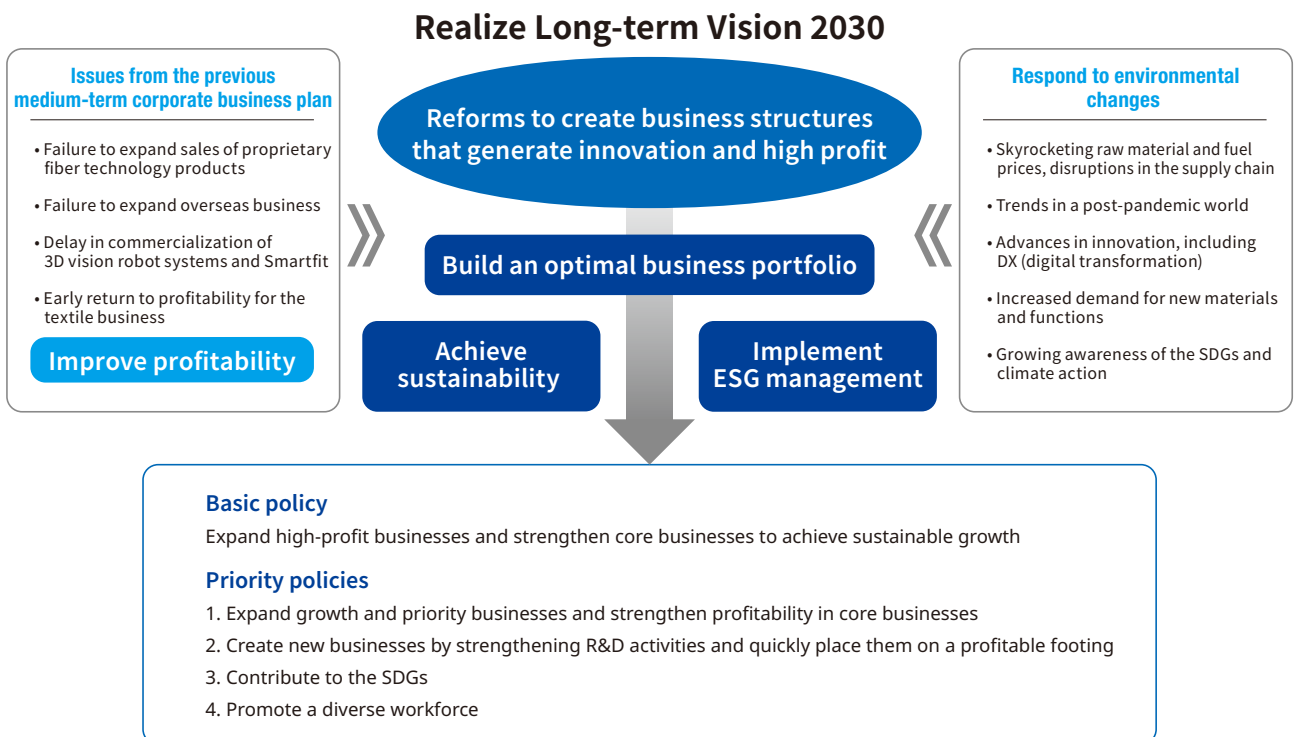 Realize Long-term Vision 2030
Issues from the previous
medium-term corporate business plan
• Failure to expand sales of proprietary
fiber technology products
• Failure to expand overseas business
• Delay in commercialization of
3D vision robot systems and Smartfit
• Early return to profitability for the
textile business
Improve profitability
Reforms to create business structures
that generate innovation and high profit
Build an optimal business portfolio
Achieve
sustainability
Implement
ESG management
Respond to environmental
changes
• Skyrocketing raw material and fuel
prices, disruptions in the supply chain
• Trends in a post-pandemic world
• Advances in innovation, including
DX (digital transformation)
• Increased demand for new materials
and functions
• Growing awareness of the SDGs and
climate action
Basic policy
Expand high-profit businesses and strengthen core businesses to achieve sustainable growth
Priority policies
1. Expand growth and priority businesses and strengthen profitability in core businesses
2. Create new businesses by strengthening R&D activities and quickly place them on a profitable footing
3. Contribute to the SDGs
4. Promote a diverse workforce